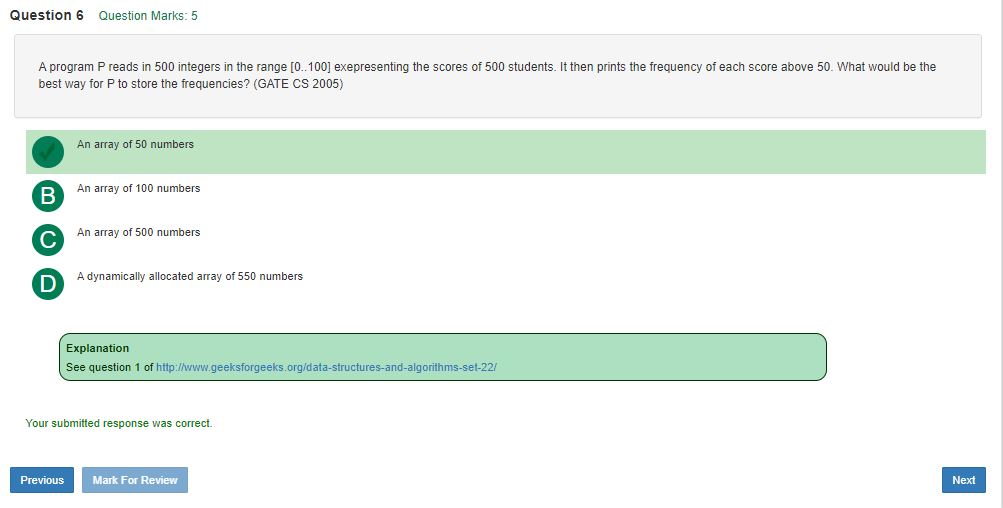 Question 6 Question Marks: 5
A program P reads in 500 integers in the range [0..100] exepresenting the scores of 500 students. It then prints the frequency of each score above 50. What would be the
best way for P to store the frequencies? (GATE CS 2005)
An array of 50 numbers
B An array of 100 numbers
C An array of 500 numbers
D A dynamically allocated array of 550 numbers
Explanation
See question 1 of http://www.geeksforgeeks.org/data-structures-and-algorithms-set-22/
Your submitted response was correct.
Previous Mark For Review Next